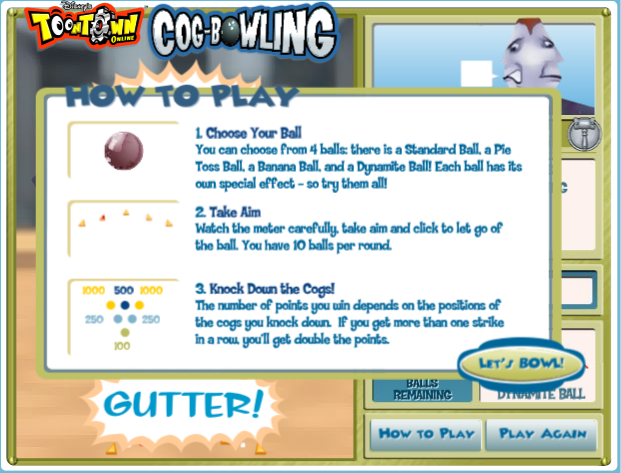 Disney's
TOONTOWN
ONLINE
COG-BOWLING
HOW TO PLAY
1. Choose Your Ball
You can choose from 4 balls: there is a Standard Ball, a Pie
Toss Ball, a Banana Ball, and a Dynamite Ball! Each ball has its
own special effect - so try them all!
2. Take Aim
Watch the meter carefully, take aim and click to let go of
the ball. You have 10 balls per round.
1000 500 1000
250 250
100
3. Knock Down the Cogs!
The number of points you win depends on the positions of
the cogs you knock down. If you get more than one strike
in a row, you'll get double the points.
LET'S BOWL!
GUTTER!
BALLS
REMAINING
DYNAMITE BALL
HOW TO PLAY
PLAY AGAIN